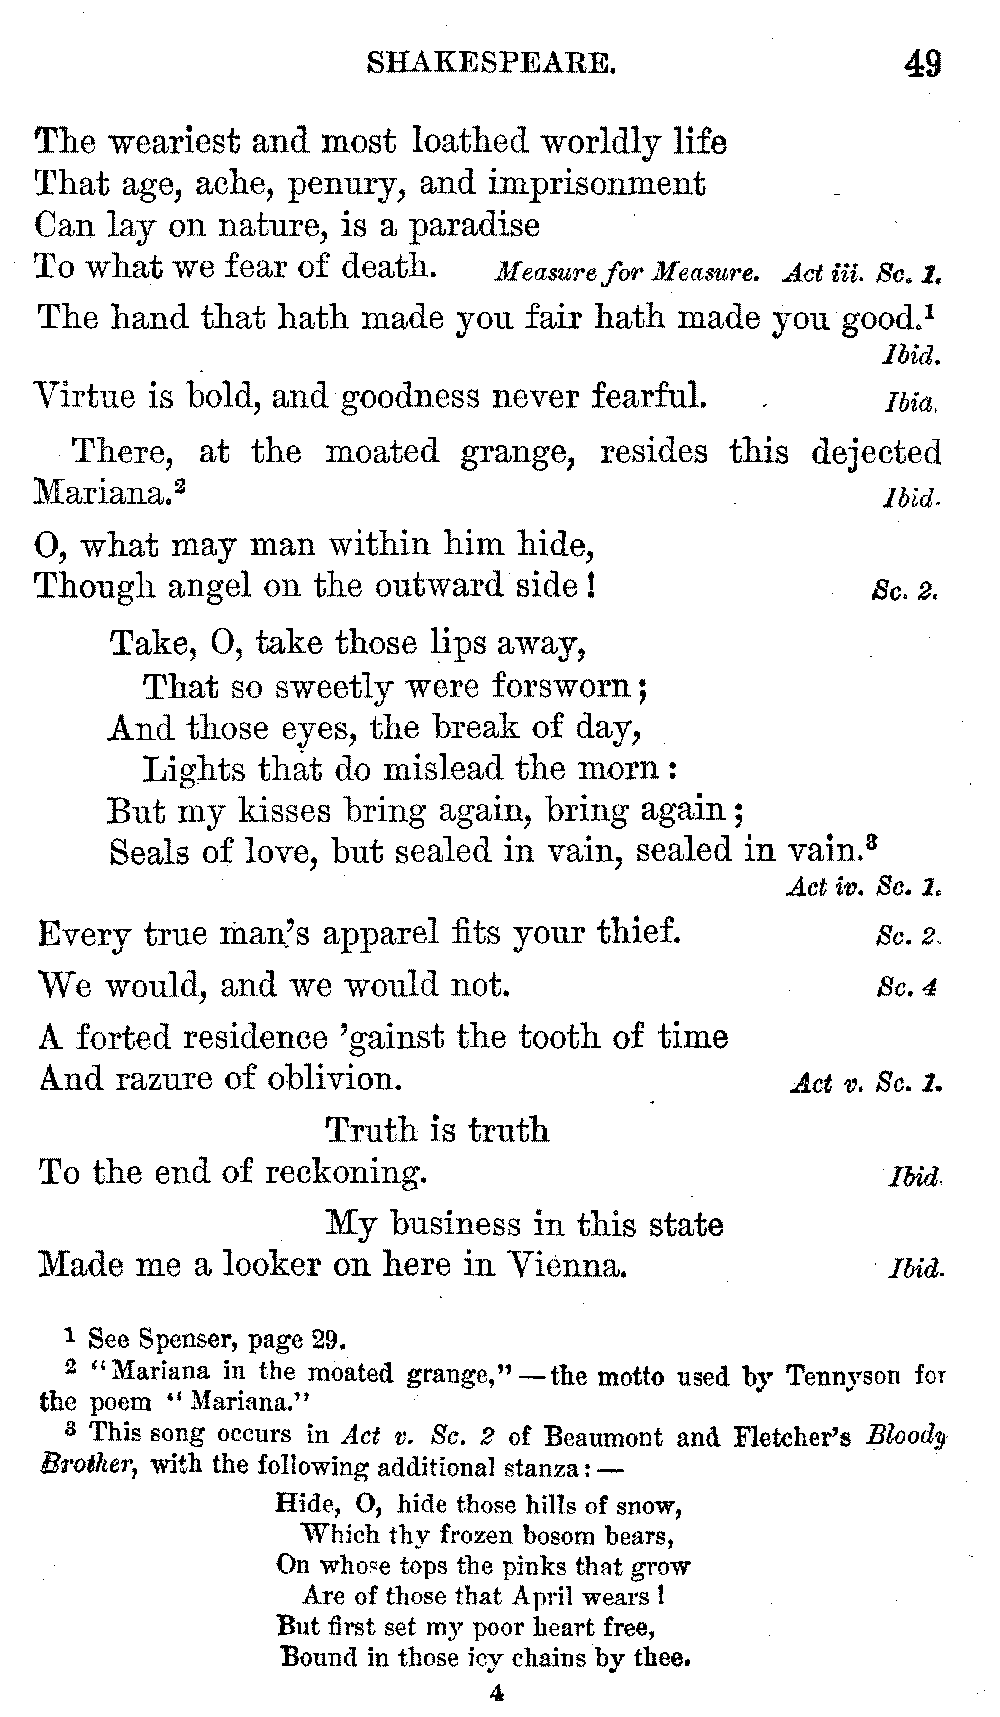 SHAKESPEARE. 49
The weariest and most loathed worldly life
That age, ache, penury, and imprisonment
Can lay on nature, is a paradise
To what we fear of death. Measure for Measure. Act iii. Sc. 1.
The hand that hath made you fair hath made you good.¹
Ibid.
Virtue is bold, and goodness never fearful. Ibid.
There, at the moated grange, resides this dejected
Mariana.² Ibid.
O, what may man within him hide,
Though angel on the outward side! Sc. 2.
Take, O, take those lips away,
That so sweetly were forsworn;
And those eyes, the break of day,
Lights that do mislead the morn:
But my kisses bring again, bring again;
Seals of love, but sealed in vain, sealed in vain.³
Act iv. Sc. 1.
Every true man's apparel fits your thief. Sc. 2.
We would, and we would not. Sc. 4
A forted residence 'gainst the tooth of time
And razure of oblivion. Act v. Sc. 1.
Truth is truth
To the end of reckoning. Ibid.
My business in this state
Made me a looker on here in Vienna. Ibid.
¹ See Spenser, page 29.
² "Mariana in the moated grange,"—the motto used by Tennyson for
the poem "Mariana."
³ This song occurs in Act v. Sc. 2 of Beaumont and Fletcher's Bloody
Brother, with the following additional stanza:—
Hide, O, hide those hills of snow,
Which thy frozen bosom bears,
On whose tops the pinks that grow
Are of those that April wears!
But first set my poor heart free,
Bound in those icy chains by thee.
4